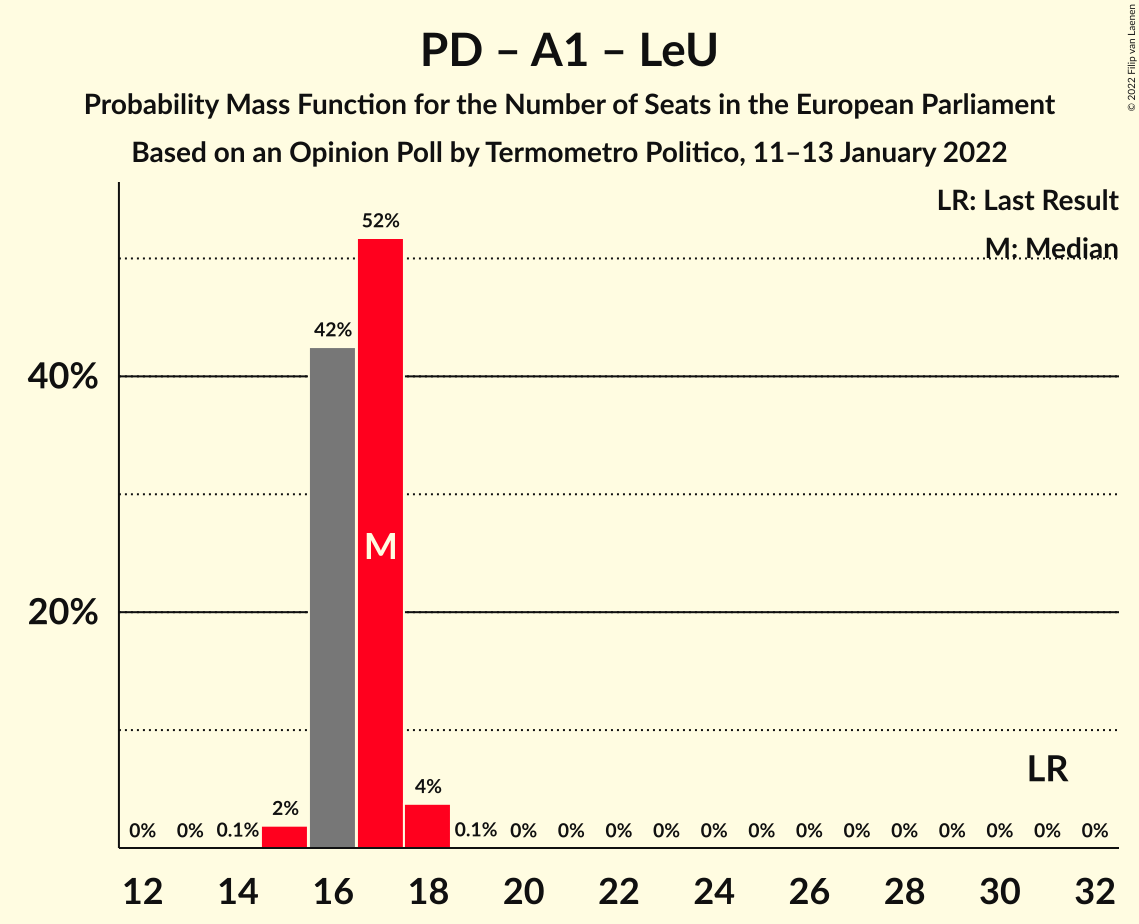 PD – A1 – LeU
Probability Mass Function for the Number of Seats in the European Parliament
Based on an Opinion Poll by Termometro Politico, 11–13 January 2022
© 2022 Filip van Laenen
LR: Last Result
M: Median
52%
42%
40%
M
20%
LR
0% 0% 0.1% 2% 4% 0.1% 0% 0% 0% 0% 0% 0% 0% 0% 0% 0% 0% 0% 0%
12 14 16 18 20 22 24 26 28 30 32